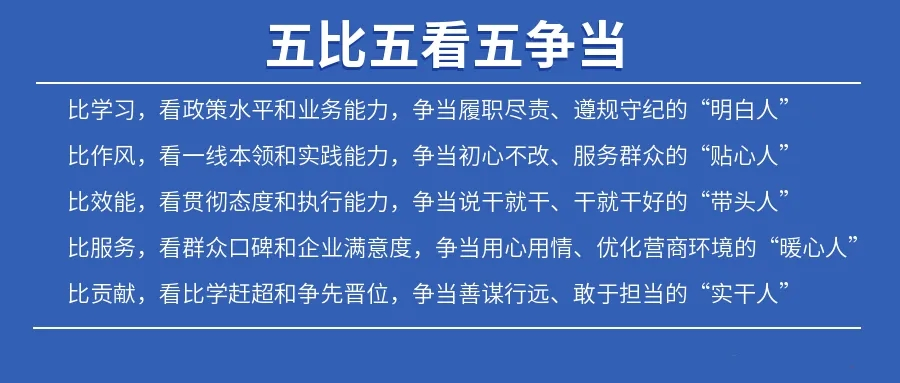 五比五看五争当
比学习，看政策水平和业务能力，争当履职尽责、遵规守纪的“明白人”
比作风，看一线本领和实践能力，争当初心不改、服务群众的“贴心人”
比效能，看贯彻态度和执行能力，争当说干就干、干就干好的“带头人”
比服务，看群众口碑和企业满意度，争当用心用情、优化营商环境的“暖心人”
比贡献，看比学赶超和争先晋位，争当善谋行远、敢于担当的“实干人”